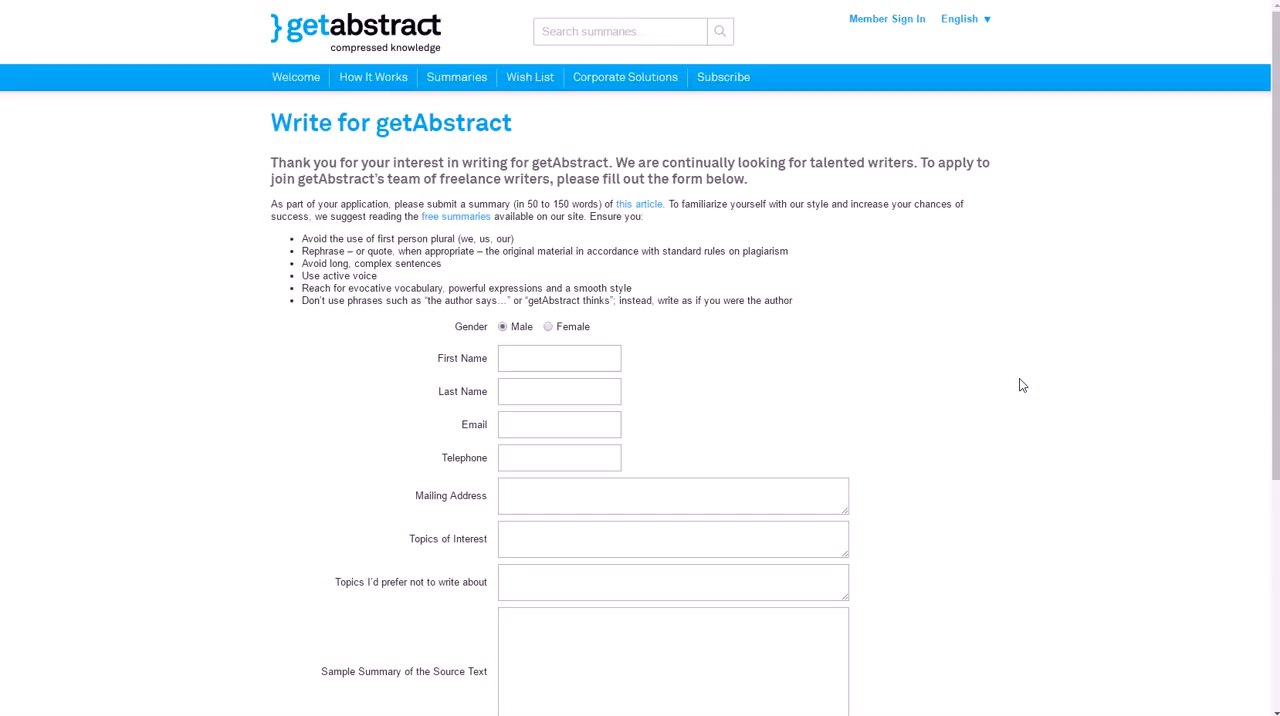 } getabstract
compressed knowledge
Search summaries...
Member Sign In English ▼
Welcome How It Works Summaries Wish List Corporate Solutions Subscribe
Write for getAbstract
Thank you for your interest in writing for getAbstract. We are continually looking for talented writers. To apply to
join getAbstract's team of freelance writers, please fill out the form below.
As part of your application, please submit a summary (in 50 to 150 words) of this article. To familiarize yourself with our style and increase your chances of
success, we suggest reading the free summaries available on our site. Ensure you:
• Avoid the use of first person plural (we, us, our)
• Rephrase – or quote, when appropriate – the original material in accordance with standard rules on plagiarism
• Avoid long, complex sentences
• Use active voice
• Reach for evocative vocabulary, powerful expressions and a smooth style
• Don't use phrases such as “the author says…” or “getAbstract thinks”; instead, write as if you were the author
Gender Male Female
First Name
Last Name
Email
Telephone
Mailing Address
Topics of Interest
Topics I'd prefer not to write about
Sample Summary of the Source Text